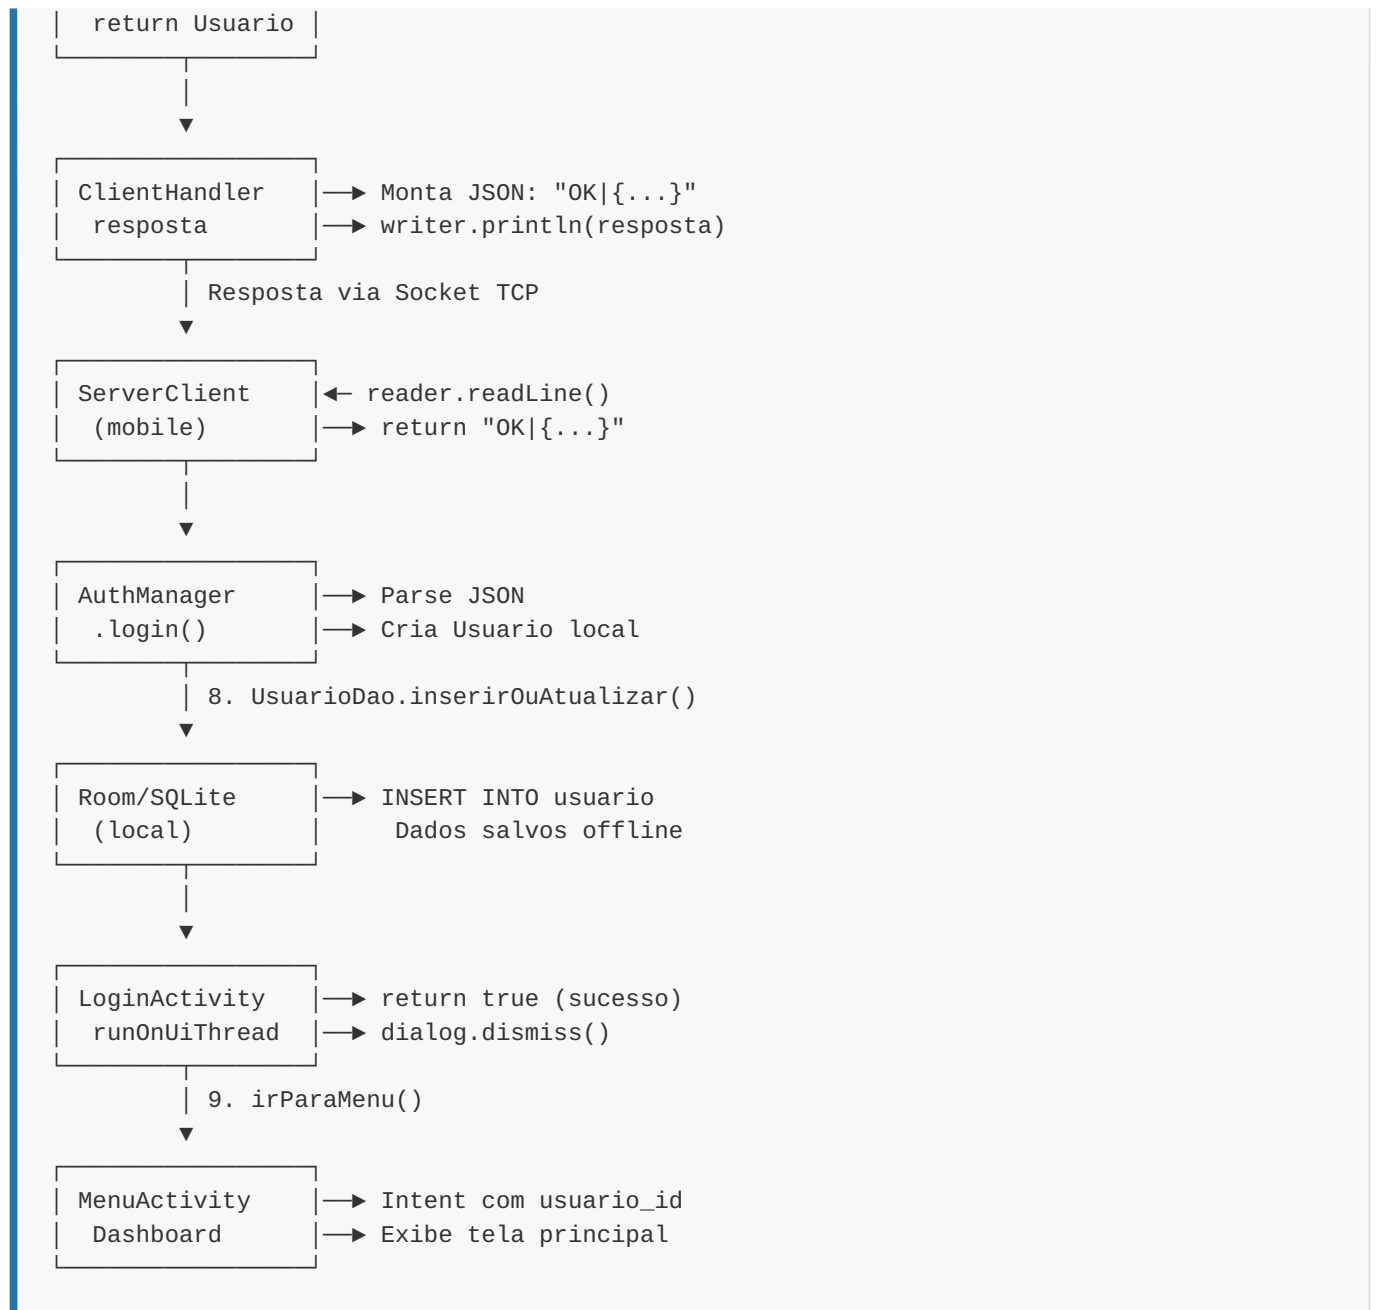 return Usuario
ClientHandler ──► Monta JSON: "OK|{...}"
resposta ──► writer.println(resposta)
Resposta via Socket TCP
ServerClient ◄─ reader.readLine()
(mobile) ──► return "OK|{...}"
AuthManager ──► Parse JSON
.login() ──► Cria Usuario local
8. UsuarioDao.inserirOuAtualizar()
Room/SQLite ──► INSERT INTO usuario
(local) Dados salvos offline
LoginActivity ──► return true (sucesso)
runOnUiThread ──► dialog.dismiss()
9. irParaMenu()
MenuActivity ──► Intent com usuario_id
Dashboard ──► Exibe tela principal